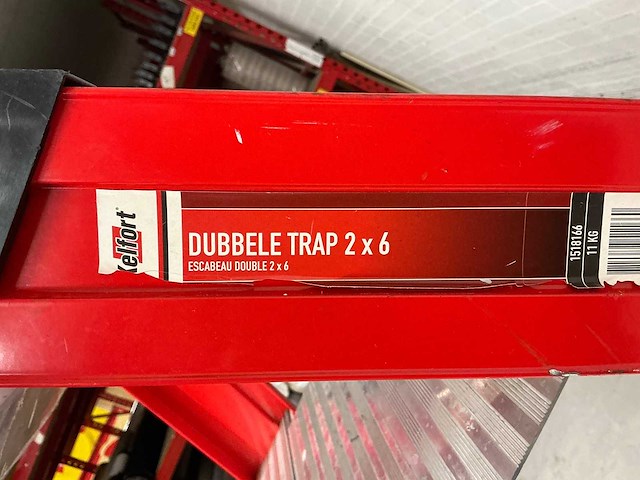 Kelfort
DUBBELE TRAP 2 x 6
ESCABEAU DOUBLE 2 x 6
1518166
11 KG